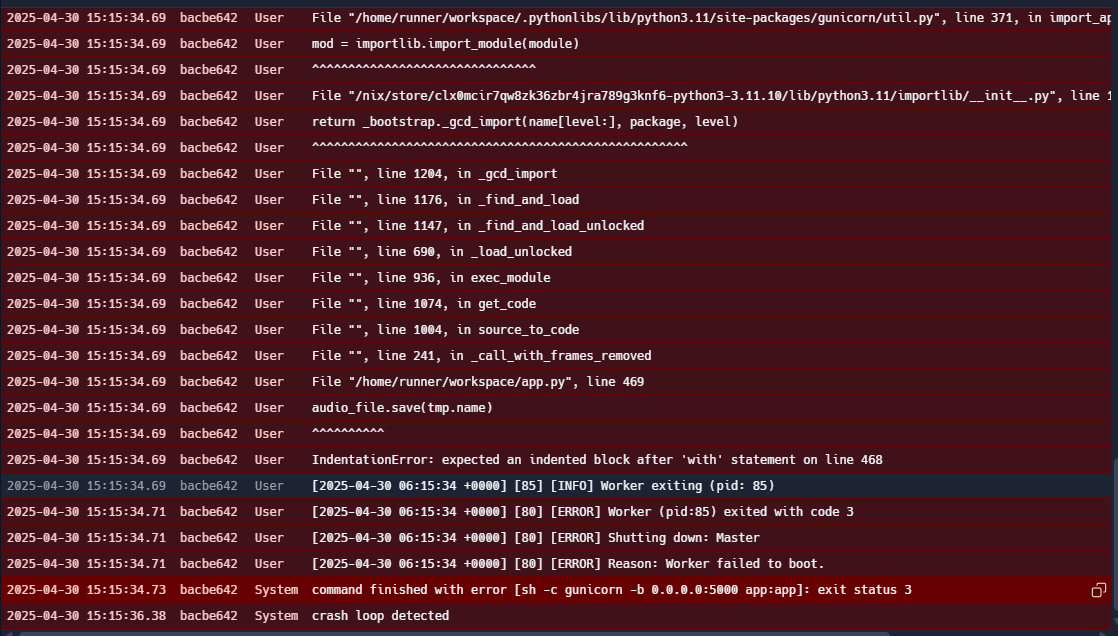 2025-04-30 15:15:34.69 bacbe642 User File "/home/runner/workspace/.pythonlibs/lib/python3.11/site-packages/gunicorn/util.py", line 371, in import_ap
2025-04-30 15:15:34.69 bacbe642 User mod = importlib.import_module(module)
2025-04-30 15:15:34.69 bacbe642 User ^^^^^^^^^^^^^^^^^^^^^^^^^^^^^^^
2025-04-30 15:15:34.69 bacbe642 User File "/nix/store/clx0mcir7qw8zk36zbr4jra789g3knf6-python3-3.11.10/lib/python3.11/importlib/__init__.py", line 1
2025-04-30 15:15:34.69 bacbe642 User return _bootstrap._gcd_import(name[level:], package, level)
2025-04-30 15:15:34.69 bacbe642 User ^^^^^^^^^^^^^^^^^^^^^^^^^^^^^^^^^^^^^^^^^^^^^^^^^^^^
2025-04-30 15:15:34.69 bacbe642 User File "", line 1204, in _gcd_import
2025-04-30 15:15:34.69 bacbe642 User File "", line 1176, in _find_and_load
2025-04-30 15:15:34.69 bacbe642 User File "", line 1147, in _find_and_load_unlocked
2025-04-30 15:15:34.69 bacbe642 User File "", line 690, in _load_unlocked
2025-04-30 15:15:34.69 bacbe642 User File "", line 936, in exec_module
2025-04-30 15:15:34.69 bacbe642 User File "", line 1074, in get_code
2025-04-30 15:15:34.69 bacbe642 User File "", line 1004, in source_to_code
2025-04-30 15:15:34.69 bacbe642 User File "", line 241, in _call_with_frames_removed
2025-04-30 15:15:34.69 bacbe642 User File "/home/runner/workspace/app.py", line 469
2025-04-30 15:15:34.69 bacbe642 User audio_file.save(tmp.name)
2025-04-30 15:15:34.69 bacbe642 User ^^^^^^^^^^
2025-04-30 15:15:34.69 bacbe642 User IndentationError: expected an indented block after 'with' statement on line 468
2025-04-30 15:15:34.69 bacbe642 User [2025-04-30 06:15:34 +0000] [85] [INFO] Worker exiting (pid: 85)
2025-04-30 15:15:34.71 bacbe642 User [2025-04-30 06:15:34 +0000] [80] [ERROR] Worker (pid:85) exited with code 3
2025-04-30 15:15:34.71 bacbe642 User [2025-04-30 06:15:34 +0000] [80] [ERROR] Shutting down: Master
2025-04-30 15:15:34.71 bacbe642 User [2025-04-30 06:15:34 +0000] [80] [ERROR] Reason: Worker failed to boot.
2025-04-30 15:15:34.73 bacbe642 System command finished with error [sh -c gunicorn -b 0.0.0.0:5000 app:app]: exit status 3
2025-04-30 15:15:36.38 bacbe642 System crash loop detected